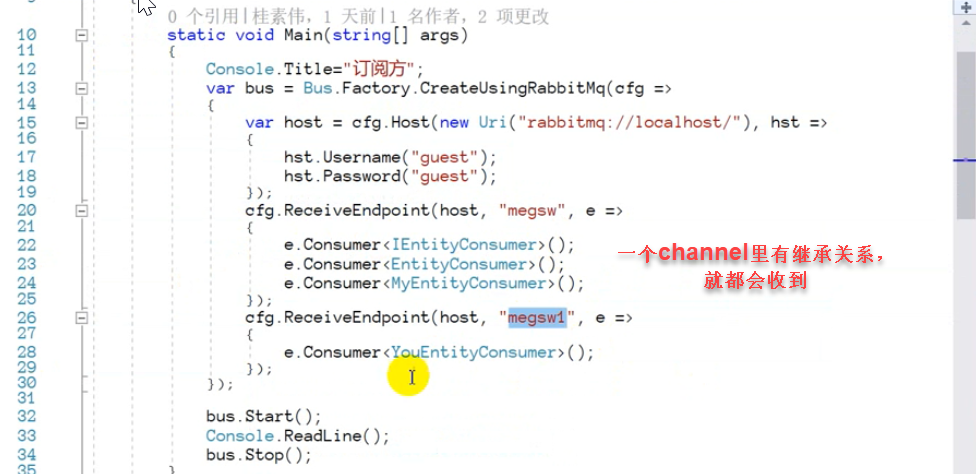 0 个引用|桂素伟，1 天前|1 名作者，2 项更改
10 static void Main(string[] args)
11 {
12 Console.Title="订阅方";
13 var bus = Bus.Factory.CreateUsingRabbitMq(cfg =>
14 {
15 var host = cfg.Host(new Uri("rabbitmq://localhost/"), hst =>
16 {
17 hst.Username("guest");
18 hst.Password("guest");
19 });
20 cfg.ReceiveEndpoint(host, "megsw", e =>
21 {
22 e.Consumer<IEntityConsumer>();
23 e.Consumer<EntityConsumer>();
24 e.Consumer<MyEntityConsumer>();
25 });
26 cfg.ReceiveEndpoint(host, "megsw1", e =>
27 {
28 e.Consumer<YouEntityConsumer>();
29 });
30 });
31
32 bus.Start();
33 Console.ReadLine();
34 bus.Stop();
35 }
一个channel里有继承关系，
就都会收到